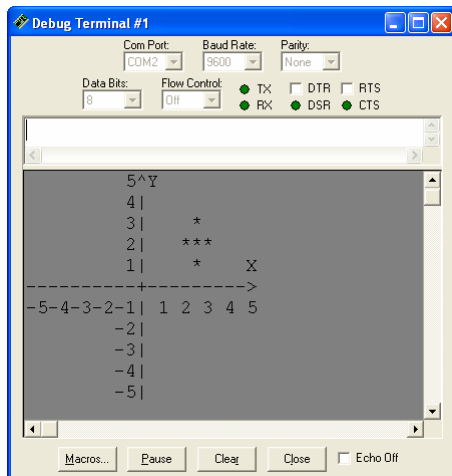 Debug Terminal #1
Com Port: Baud Rate: Parity:
COM2 9600 None
Data Bits: Flow Control: TX DTR RTS
8 Off RX DSR CTS
5^Y
4|
3| *
2| ***
1| * X
---------+--------->
-5-4-3-2-1| 1 2 3 4 5
-2|
-3|
-4|
-5|
Macros... Pause Clear Close Echo Off